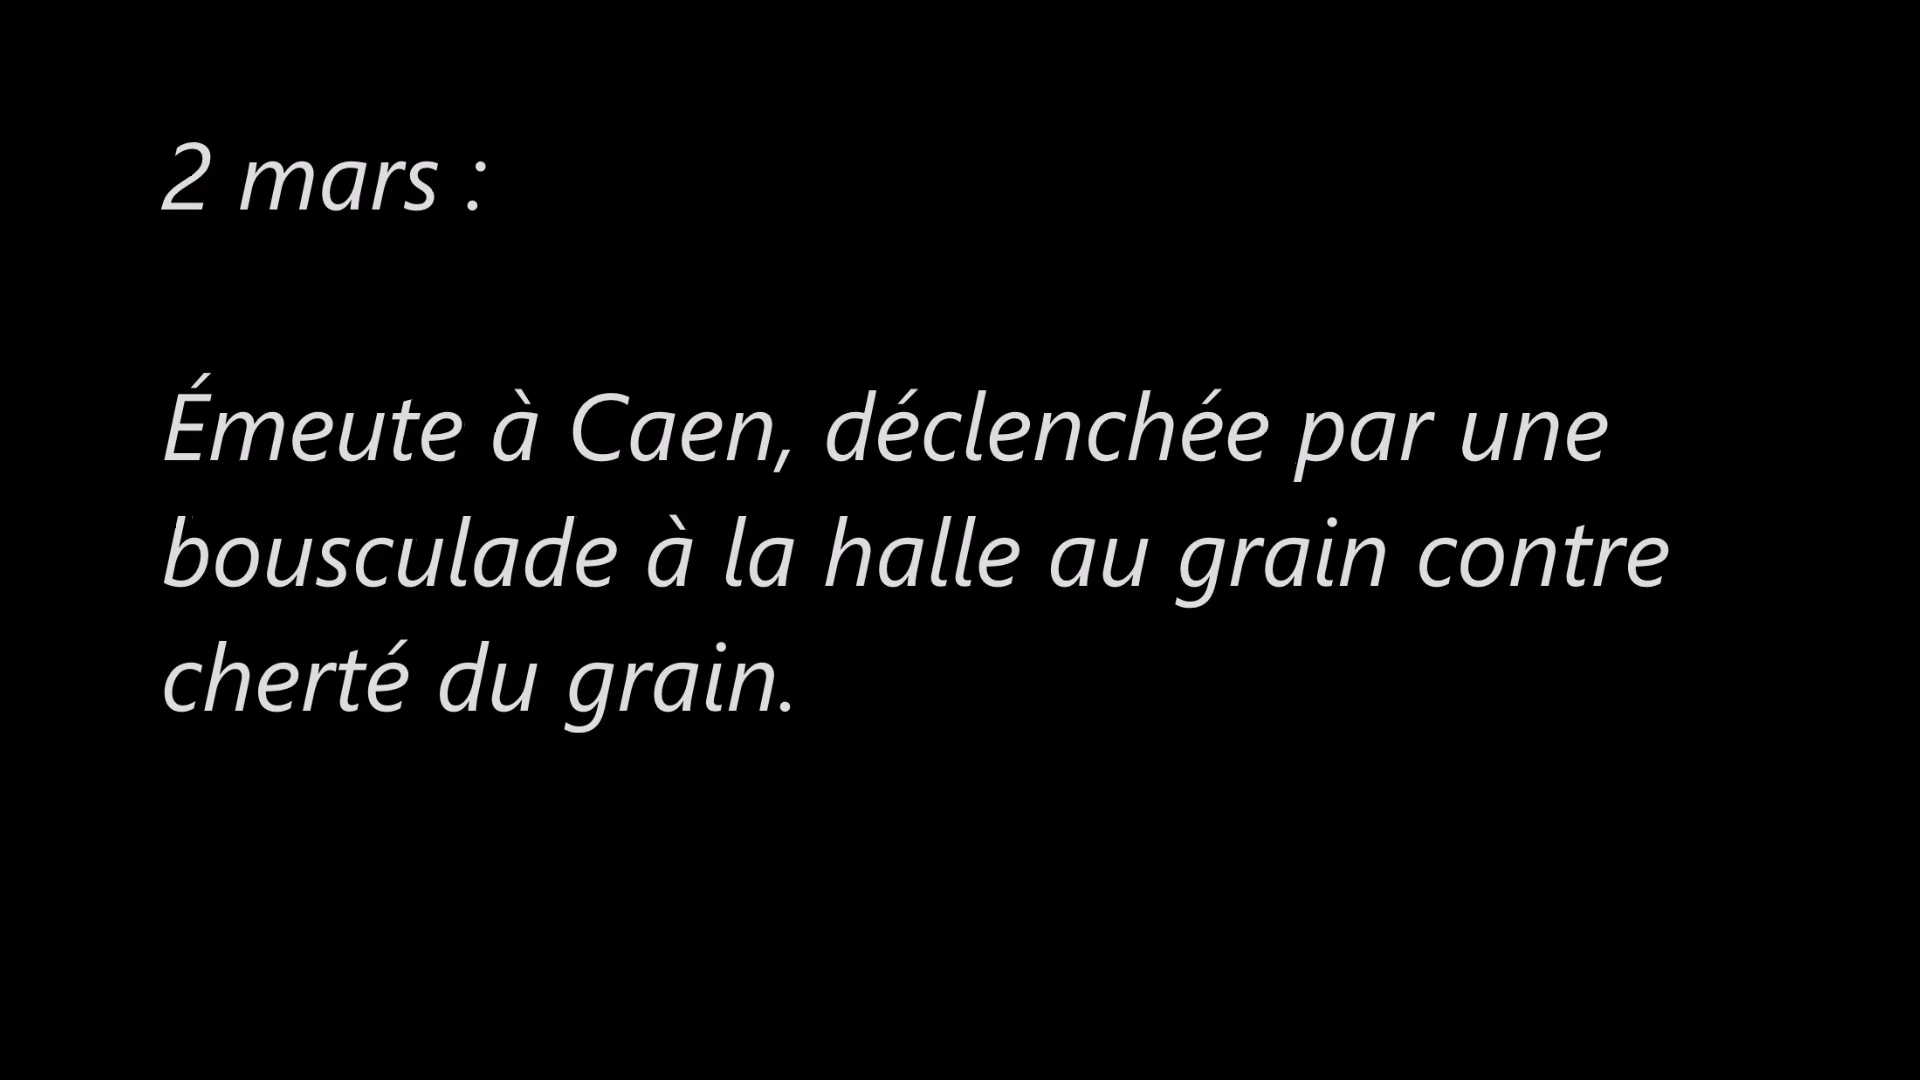 2 mars :
Émeute à Caen, déclenchée par une
bousculade à la halle au grain contre
cherté du grain.